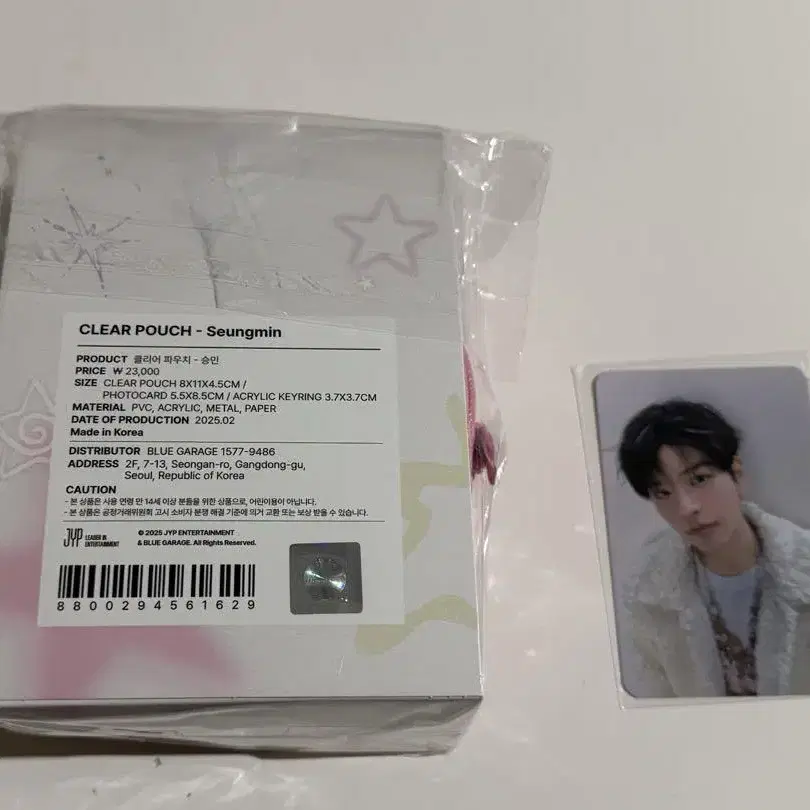 CLEAR POUCH - Seungmin
PRODUCT 클리어 파우치 - 승민
PRICE ₩ 23,000
SIZE CLEAR POUCH 8X11X4.5CM /
PHOTOCARD 5.5X8.5CM / ACRYLIC KEYRING 3.7X3.7CM
MATERIAL PVC, ACRYLIC, METAL, PAPER
DATE OF PRODUCTION 2025.02
Made in Korea
DISTRIBUTOR BLUE GARAGE 1577-9486
ADDRESS 2F, 7-13, Seongan-ro, Gangdong-gu,
Seoul, Republic of Korea
CAUTION
- 본 상품은 사용 연령 만 14세 이상 분들을 위한 상품으로, 어린이용이 아닙니다.
- 본 상품은 공정거래위원회 고시 소비자 분쟁 해결 기준에 의거 교환 또는 보상 받을 수 있습니다.
JYP LEADER IN
ENTERTAINMENT
© 2025 JYP ENTERTAINMENT
& BLUE GARAGE. All Rights Reserved.
8800294561629